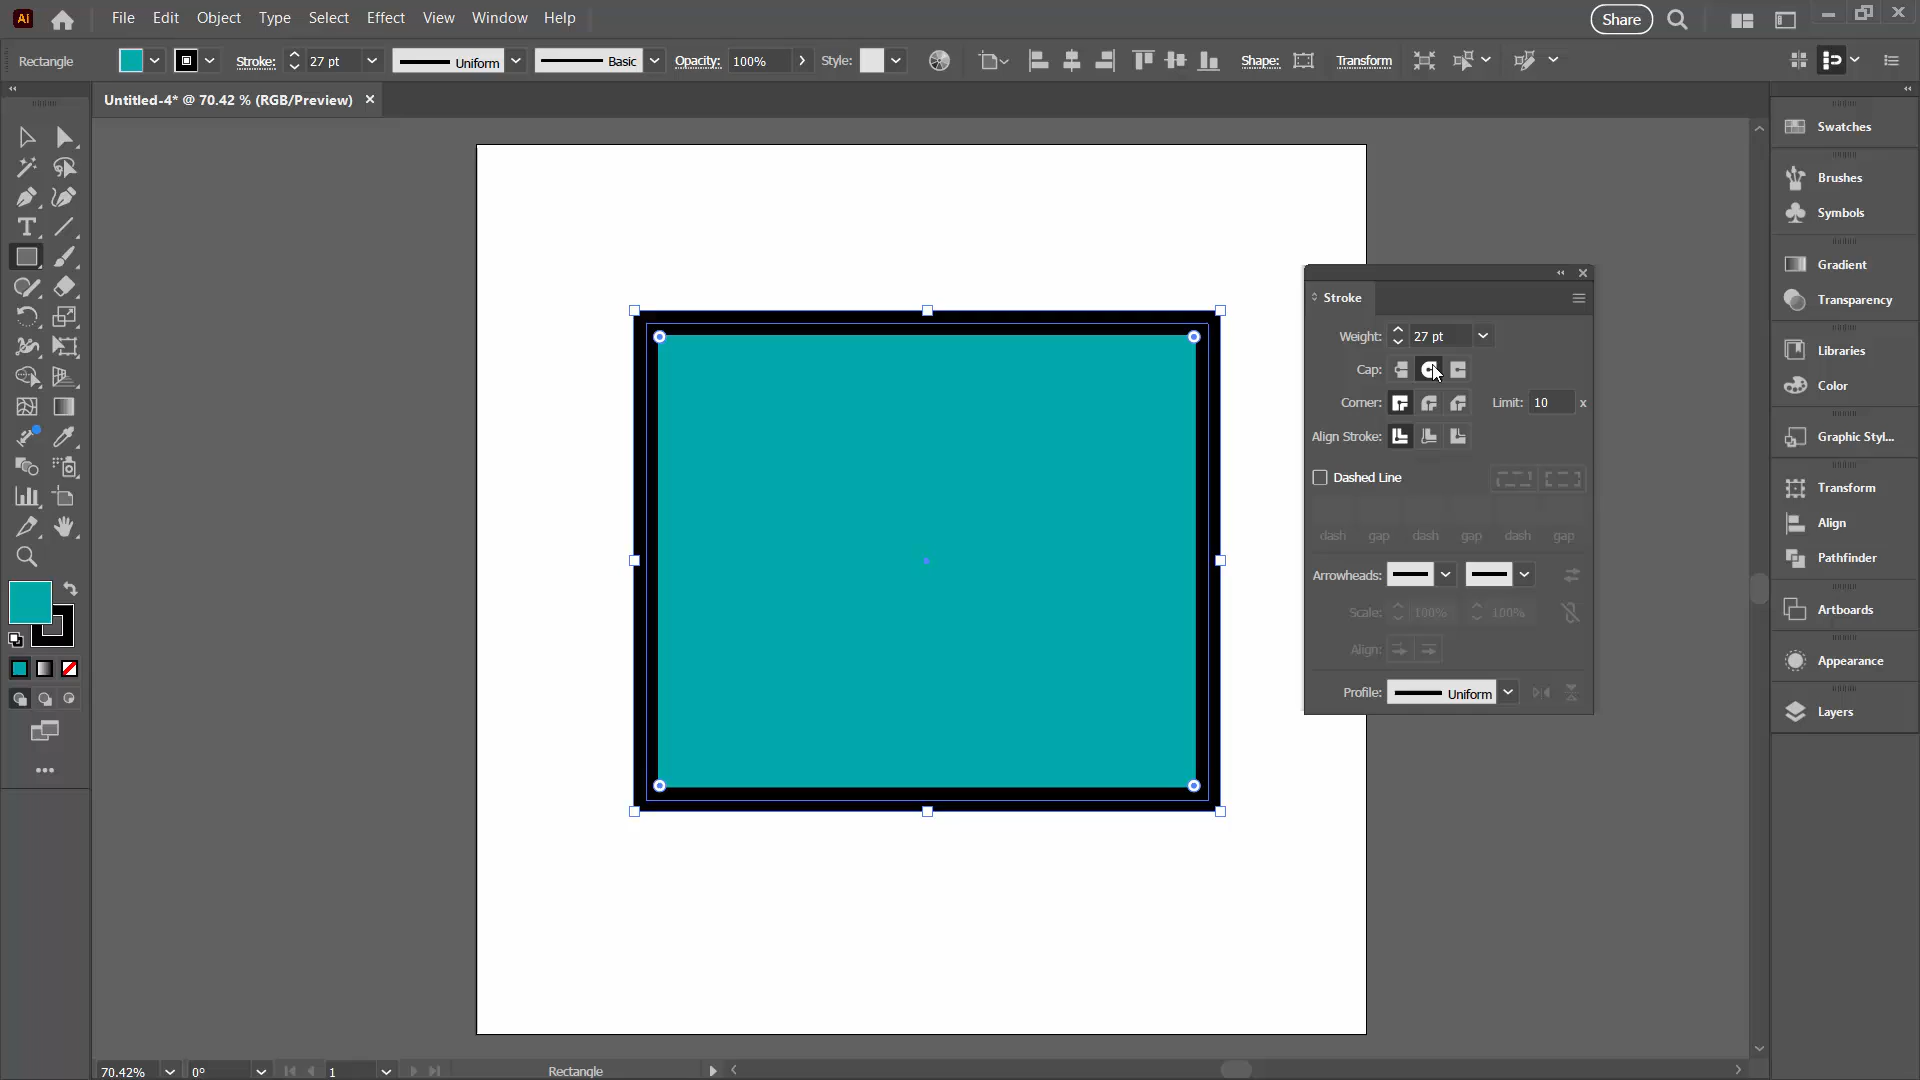 Ai File Edit Object Type Select Effect View Window Help Share
Rectangle Stroke: 27 pt Uniform Basic Opacity: 100% Style: Shape: Transform
Untitled-4* @ 70.42 % (RGB/Preview)
Swatches
Brushes
Symbols
Gradient
Transparency
Libraries
Color
Graphic Styl...
Transform
Align
Pathfinder
Artboards
Appearance
Layers
Stroke
Weight: 27 pt
Cap:
Corner: Limit: 10 x
Align Stroke:
Dashed Line
dash gap dash gap dash gap
Arrowheads:
Scale: 100% 100%
Align:
Profile: Uniform
70.42% 0° 1 Rectangle